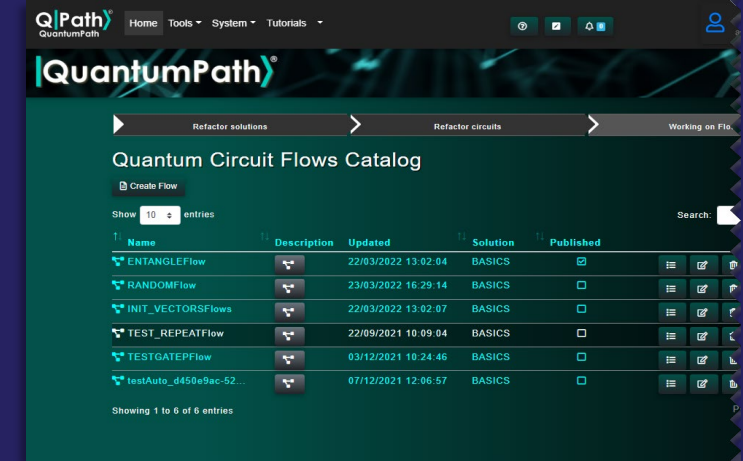 Q|Path® Home Tools System Tutorials
QuantumPath
|QuantumPath®
Refactor solutions Refactor circuits Working on Flo
Quantum Circuit Flows Catalog
Create Flow
Show 10 entries Search:
Name Description Updated Solution Published
ENTANGLEFlow 22/03/2022 13:02:04 BASICS
RANDOMFlow 23/03/2022 16:29:14 BASICS
INIT_VECTORSFlows 22/03/2022 13:02:07 BASICS
TEST_REPEATFlow 22/09/2021 10:09:04 BASICS
TESTGATEPFlow 03/12/2021 10:24:46 BASICS
testAuto_d450e9ac-52... 07/12/2021 12:06:57 BASICS
Showing 1 to 6 of 6 entries P